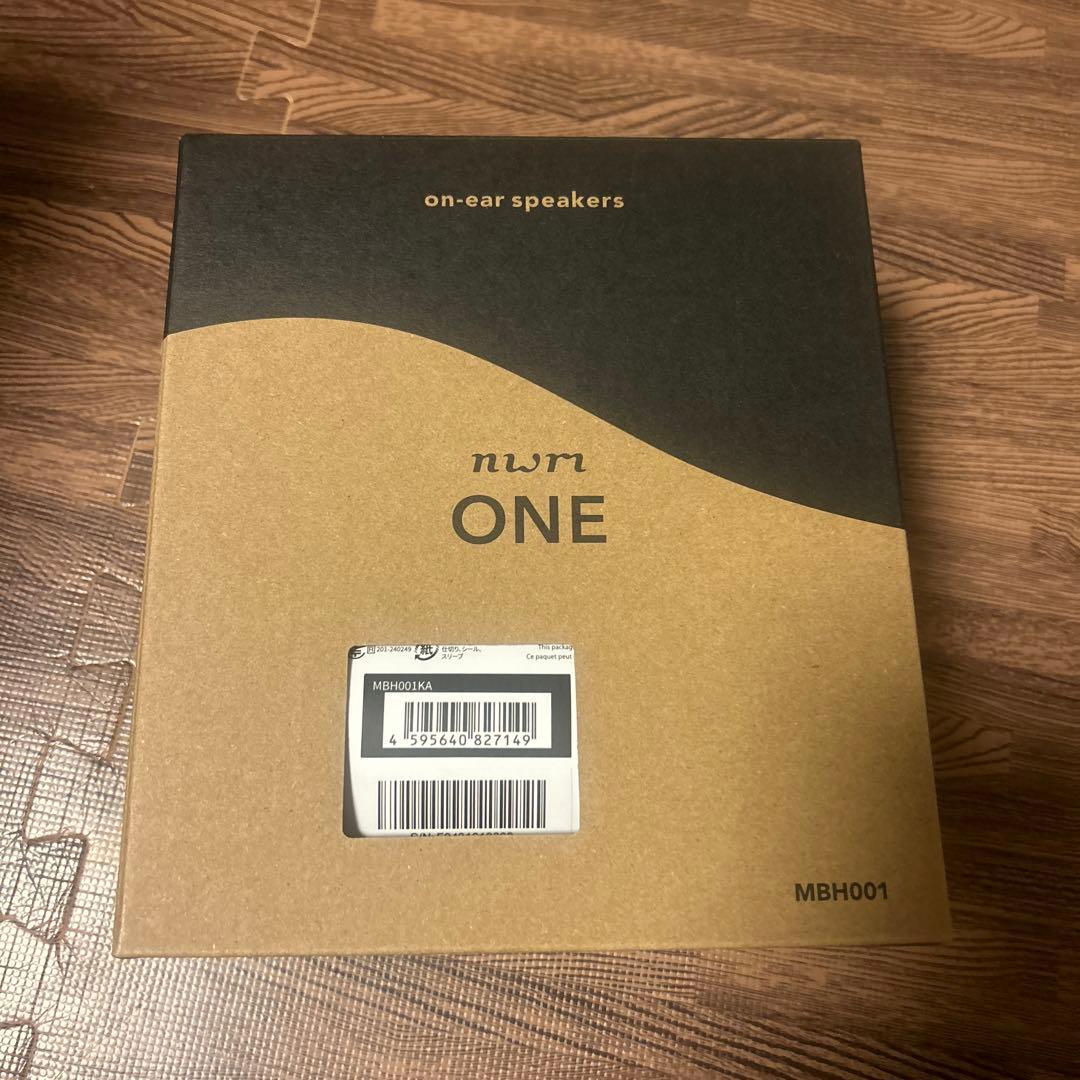 on-ear speakers
nwm
ONE
201-240249
紙
仕切り、シール、
スリーブ
This packag
Ce paquet peut
MBH001KA
4 595640 827149
MBH001